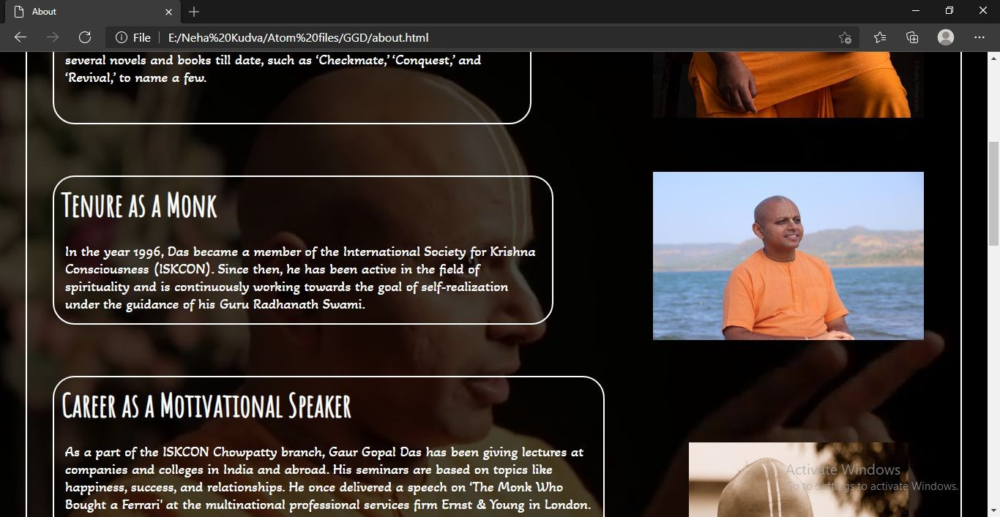 About
File
E:/Neha%20Kudva/Atom%20files/GGD/about.html
several novels and books till date, such as ‘Checkmate,’ ‘Conquest,’ and
‘Revival,’ to name a few.
Tenure as a Monk
In the year 1996, Das became a member of the International Society for Krishna
Consciousness (ISKCON). Since then, he has been active in the field of
spirituality and is continuously working towards the goal of self-realization
under the guidance of his Guru Radhanath Swami.
Career as a Motivational Speaker
As a part of the ISKCON Chowpatty branch, Gaur Gopal Das has been giving lectures at
companies and colleges in India and abroad. His seminars are based on topics like
happiness, success, and relationships. He once delivered a speech on ‘The Monk Who
Bought a Ferrari’ at the multinational professional services firm Ernst & Young in London.
Activate Windows
Go to Settings to activate Windows.